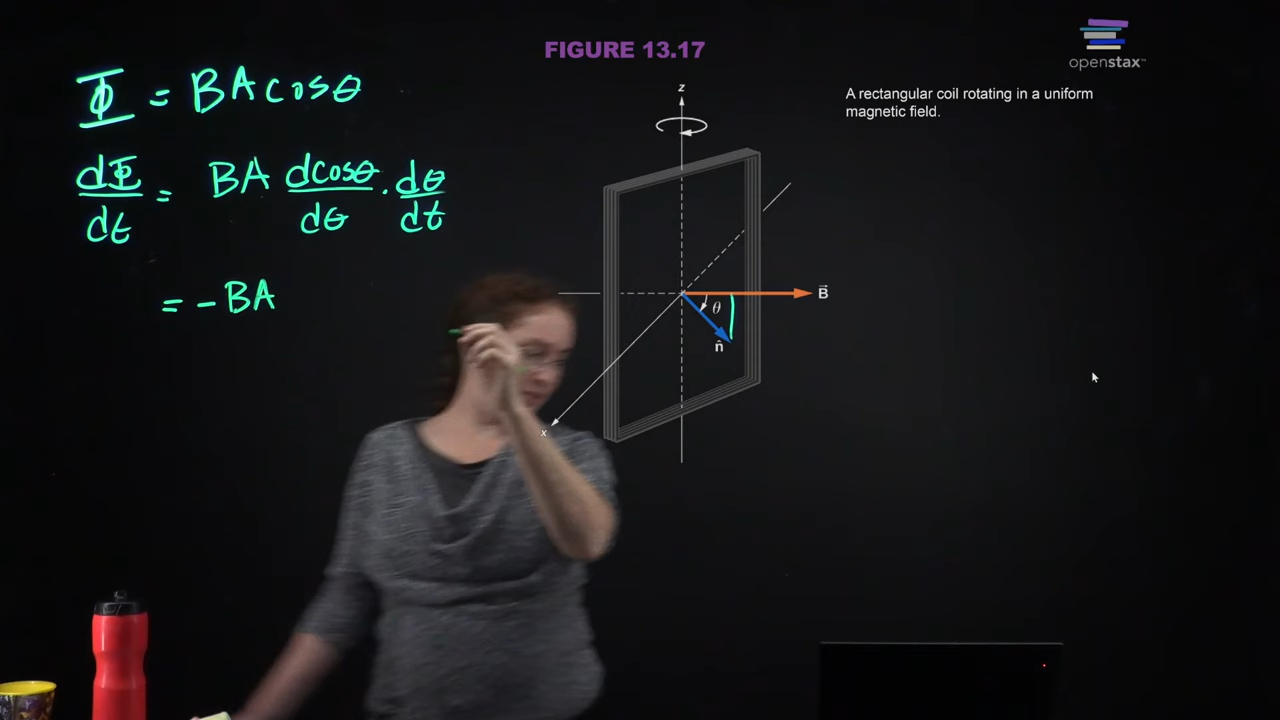 FIGURE 13.17
openstax™
A rectangular coil rotating in a uniform
magnetic field.
Φ = BAcosθ
dΦ/dt = BA dcosθ/dθ · dθ/dt
= -BA
z
B⃗
θ
n̂
x